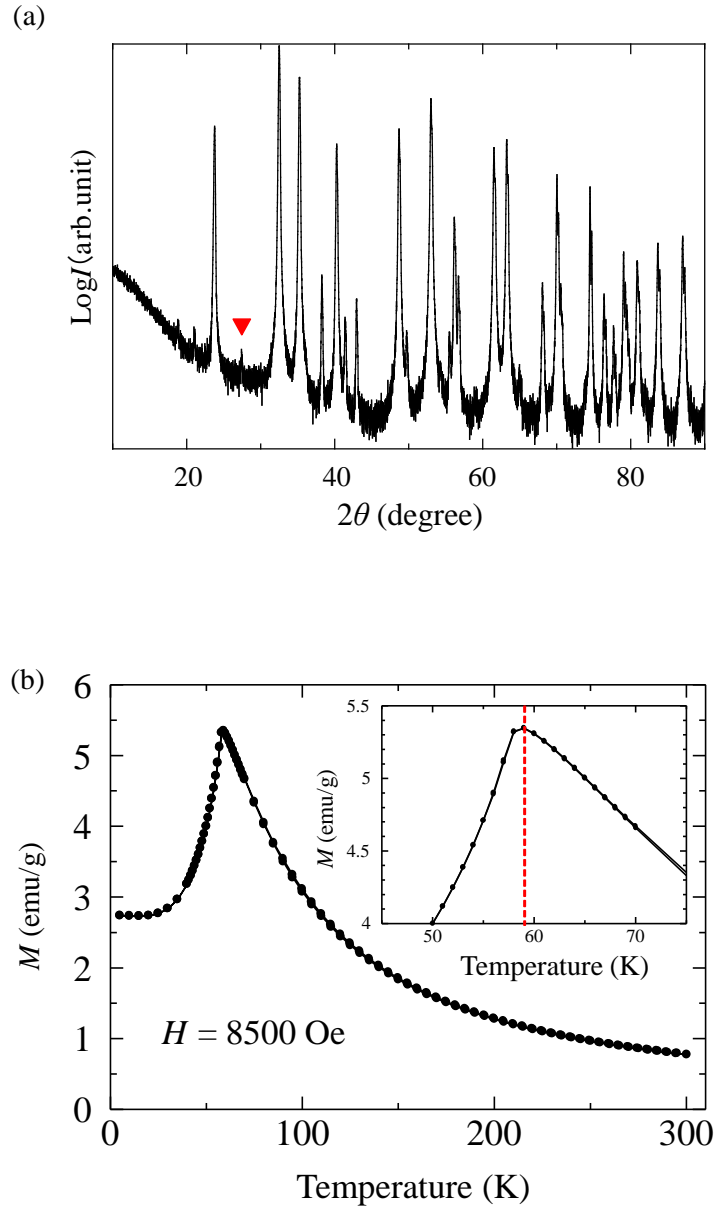 (a)
LogI(arb.unit)
20 40 60 80
2θ (degree)
(b)
6
5
4
3
2
1
0
M (emu/g)
0 100 200 300
Temperature (K)
H = 8500 Oe
5.5
5
4.5
4
M (emu/g)
50 60 70
Temperature (K)